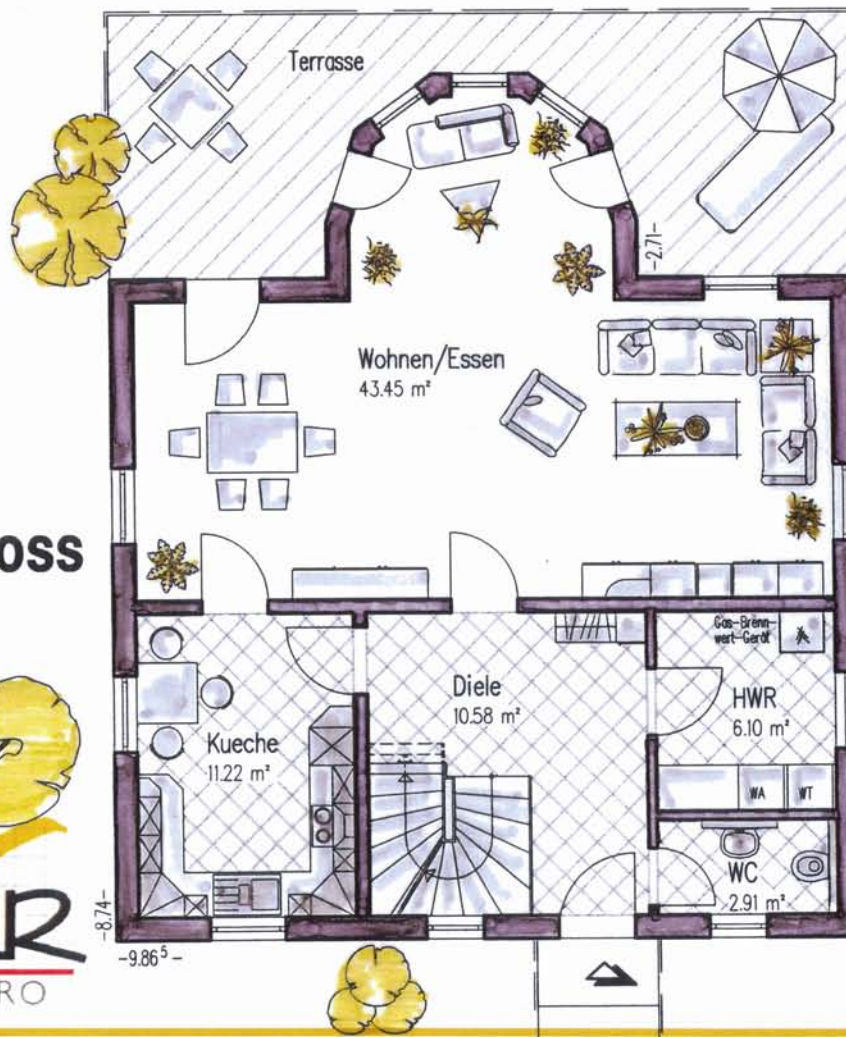 Terrasse
-2.71-
Wohnen/Essen
43.45 m²
oss
Gas-Brenn-
wert-Gerät
Diele
10.58 m²
HWR
6.10 m²
Kueche
11.22 m²
WA
WT
WC
2.91 m²
-8.74-
-9.86⁵-
R
RO